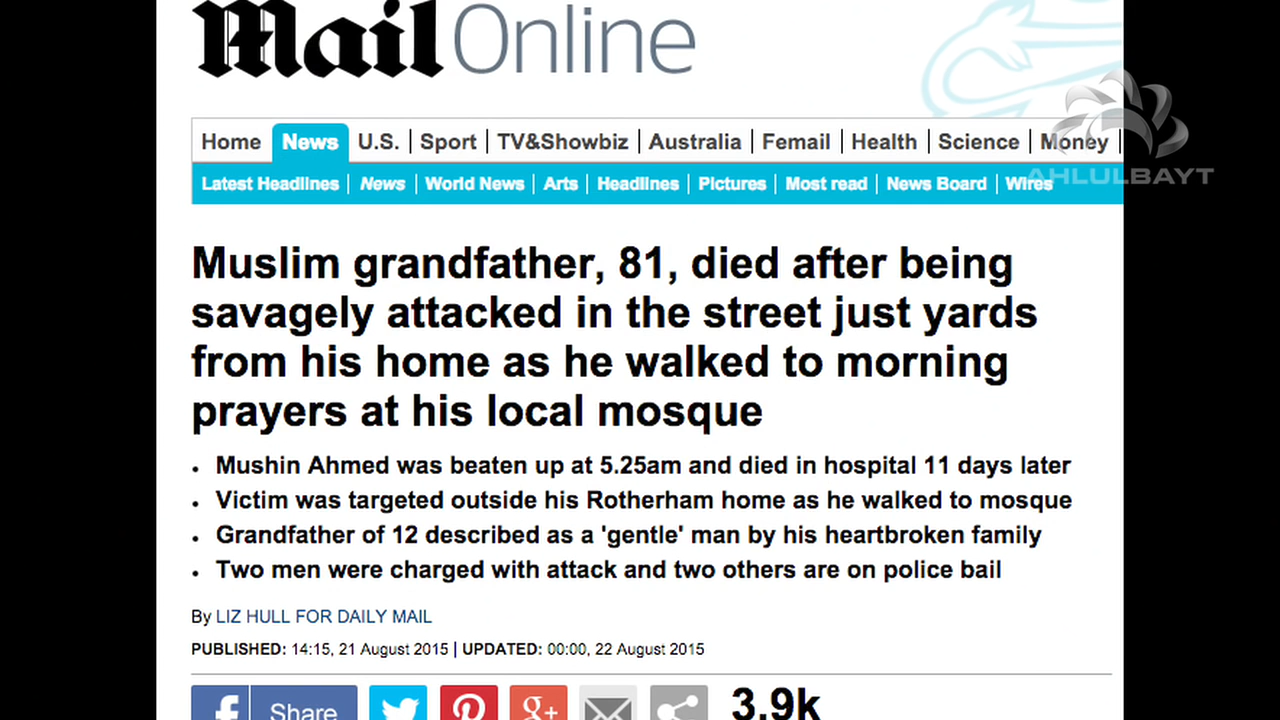 Mail Online
Home News U.S. Sport TV&Showbiz Australia Femail Health Science Money
Latest Headlines News World News Arts Headlines Pictures Most read News Board Wires
AHLULBAYT
Muslim grandfather, 81, died after being
savagely attacked in the street just yards
from his home as he walked to morning
prayers at his local mosque
• Mushin Ahmed was beaten up at 5.25am and died in hospital 11 days later
• Victim was targeted outside his Rotherham home as he walked to mosque
• Grandfather of 12 described as a 'gentle' man by his heartbroken family
• Two men were charged with attack and two others are on police bail
By LIZ HULL FOR DAILY MAIL
PUBLISHED: 14:15, 21 August 2015 | UPDATED: 00:00, 22 August 2015
f Share g+ 3.9k